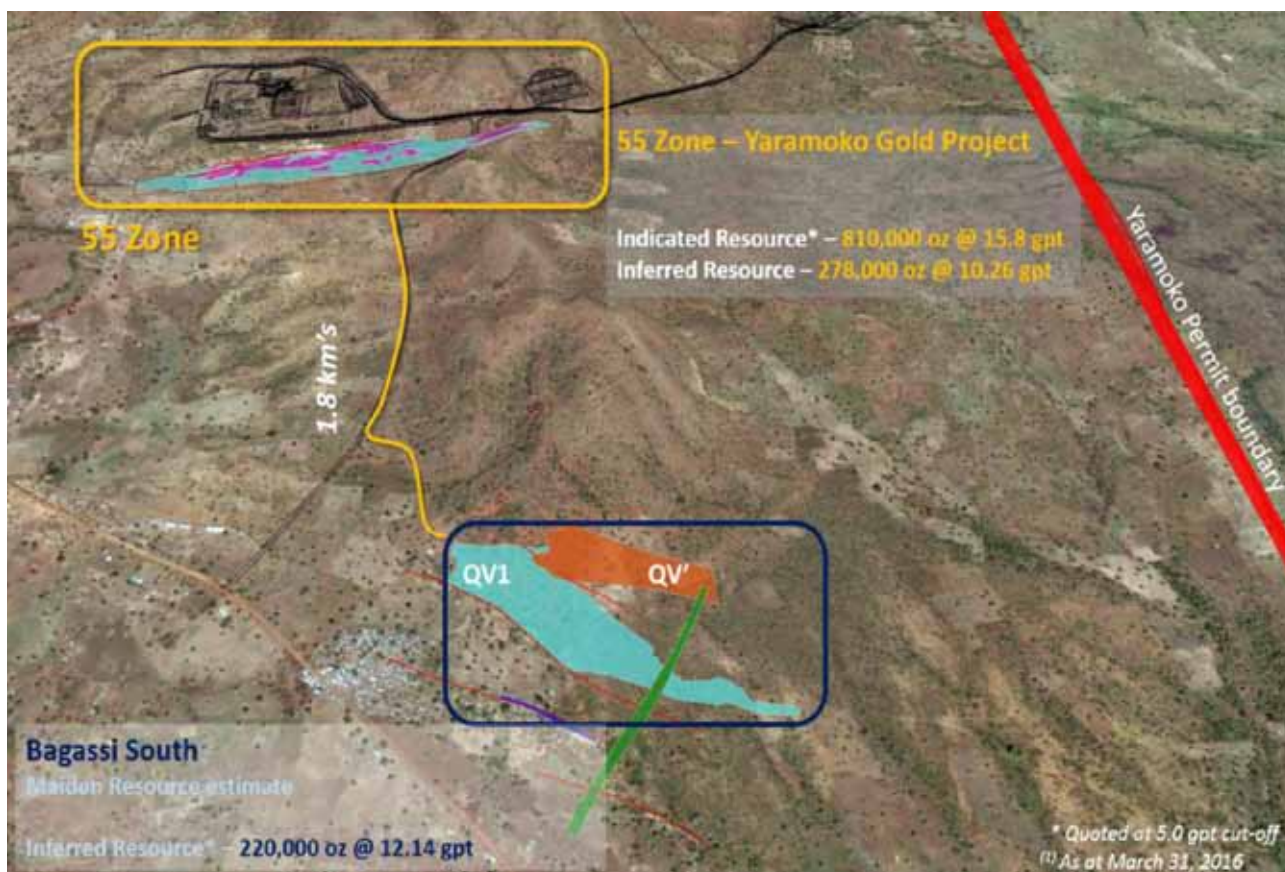 55 Zone – Yaramoko Gold Project
55 Zone
Indicated Resource* – 810,000 oz @ 15.8 gpt
Inferred Resource – 278,000 oz @ 10.26 gpt
Yaramoko Permit boundary
1.8 km's
QV1
QV'
Bagassi South
Maiden Resource estimate
Inferred Resource* – 220,000 oz @ 12.14 gpt
* Quoted at 5.0 gpt cut-off
(1) As at March 31, 2016